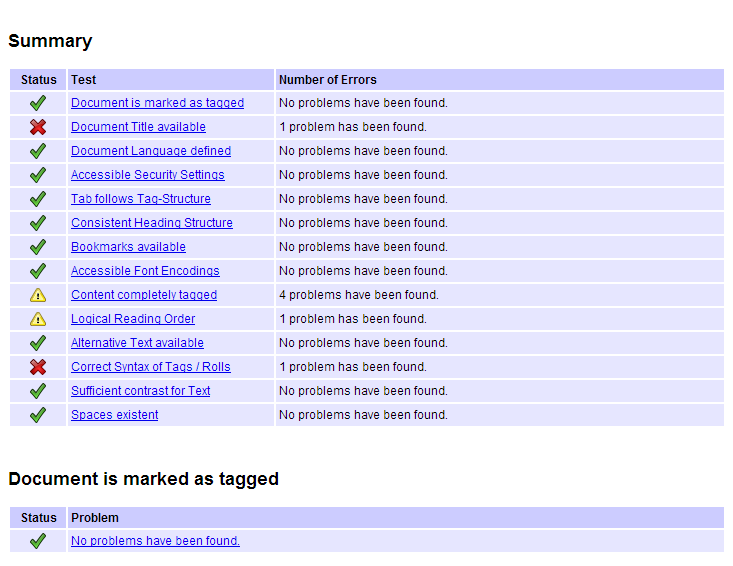 Summary
Status Test Number of Errors
Document is marked as tagged No problems have been found.
Document Title available 1 problem has been found.
Document Language defined No problems have been found.
Accessible Security Settings No problems have been found.
Tab follows Tag-Structure No problems have been found.
Consistent Heading Structure No problems have been found.
Bookmarks available No problems have been found.
Accessible Font Encodings No problems have been found.
Content completely tagged 4 problems have been found.
Logical Reading Order 1 problem has been found.
Alternative Text available No problems have been found.
Correct Syntax of Tags / Rolls 1 problem has been found.
Sufficient contrast for Text No problems have been found.
Spaces existent No problems have been found.
Document is marked as tagged
Status Problem
No problems have been found.